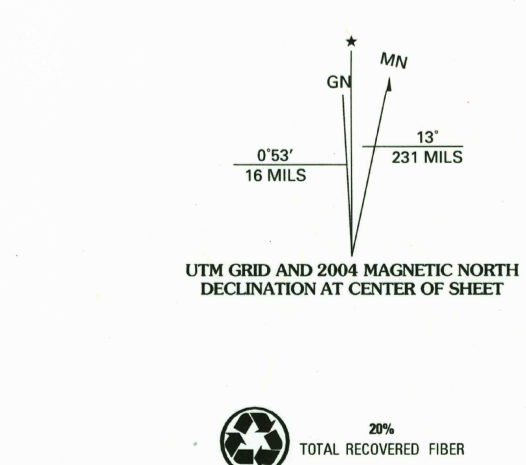 ★
GN
MN
0°53′
16 MILS
13°
231 MILS
UTM GRID AND 2004 MAGNETIC NORTH
DECLINATION AT CENTER OF SHEET
20%
TOTAL RECOVERED FIBER